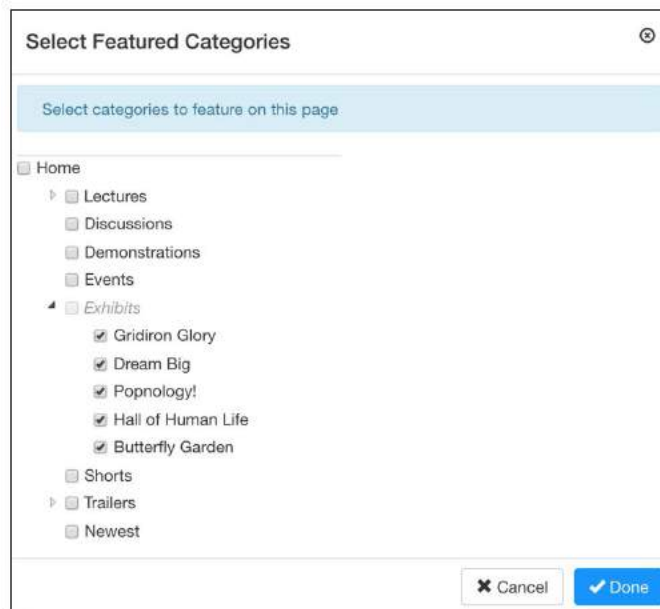 Select Featured Categories
Select categories to feature on this page
Home
Lectures
Discussions
Demonstrations
Events
Exhibits
Gridiron Glory
Dream Big
Popnology!
Hall of Human Life
Butterfly Garden
Shorts
Trailers
Newest
Cancel
Done